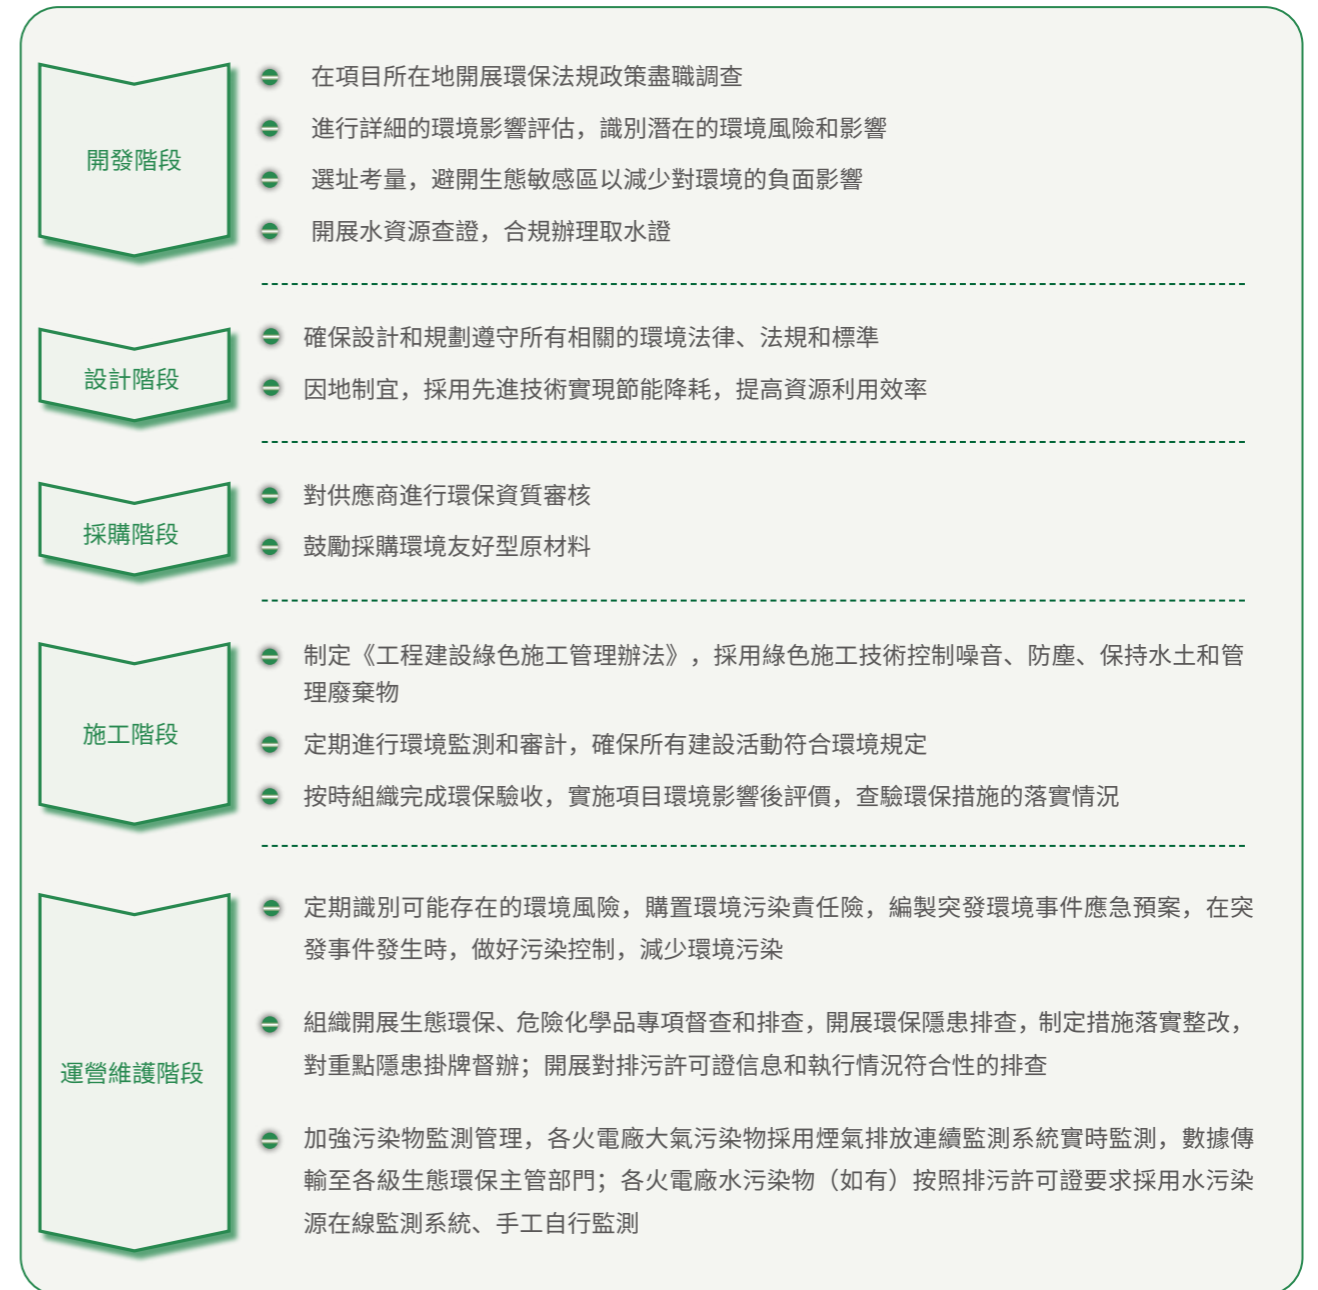 開發階段
在項目所在地開展環保法規政策盡職調查
進行詳細的環境影響評估，識別潛在的環境風險和影響
選址考量，避開生態敏感區以減少對環境的負面影響
開展水資源查證，合規辦理取水證
設計階段
確保設計和規劃遵守所有相關的環境法律、法規和標準
因地制宜，採用先進技術實現節能降耗，提高資源利用效率
採購階段
對供應商進行環保資質審核
鼓勵採購環境友好型原材料
施工階段
制定《工程建設綠色施工管理辦法》，採用綠色施工技術控制噪音、防塵、保持水土和管
理廢棄物
定期進行環境監測和審計，確保所有建設活動符合環境規定
按時組織完成環保驗收，實施項目環境影響後評價，查驗環保措施的落實情況
運營維護階段
定期識別可能存在的環境風險，購置環境污染責任險，編製突發環境事件應急預案，在突
發事件發生時，做好污染控制，減少環境污染
組織開展生態環保、危險化學品專項督查和排查，開展環保隱患排查，制定措施落實整改，
對重點隱患掛牌督辦；開展對排污許可證信息和執行情況符合性的排查
加強污染物監測管理，各火電廠大氣污染物採用煙氣排放連續監測系統實時監測，數據傳
輸至各級生態環保主管部門；各火電廠水污染物（如有）按照排污許可證要求採用水污染
源在線監測系統、手工自行監測